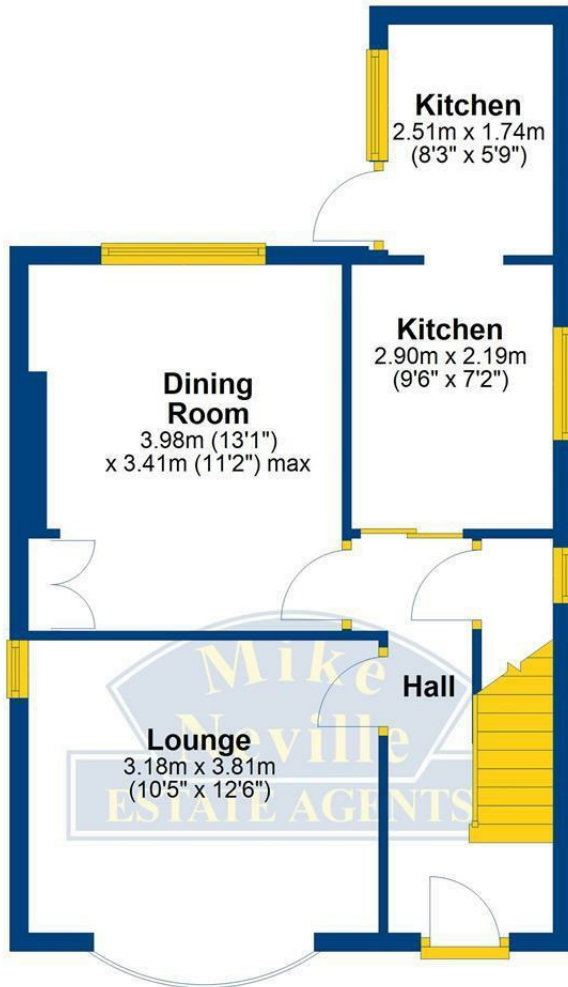 Kitchen
2.51m x 1.74m
(8'3" x 5'9")
Kitchen
2.90m x 2.19m
(9'6" x 7'2")
Dining
Room
3.98m (13'1")
x 3.41m (11'2") max
Hall
Lounge
3.18m x 3.81m
(10'5" x 12'6")
Mike
Neville
ESTATE AGENTS